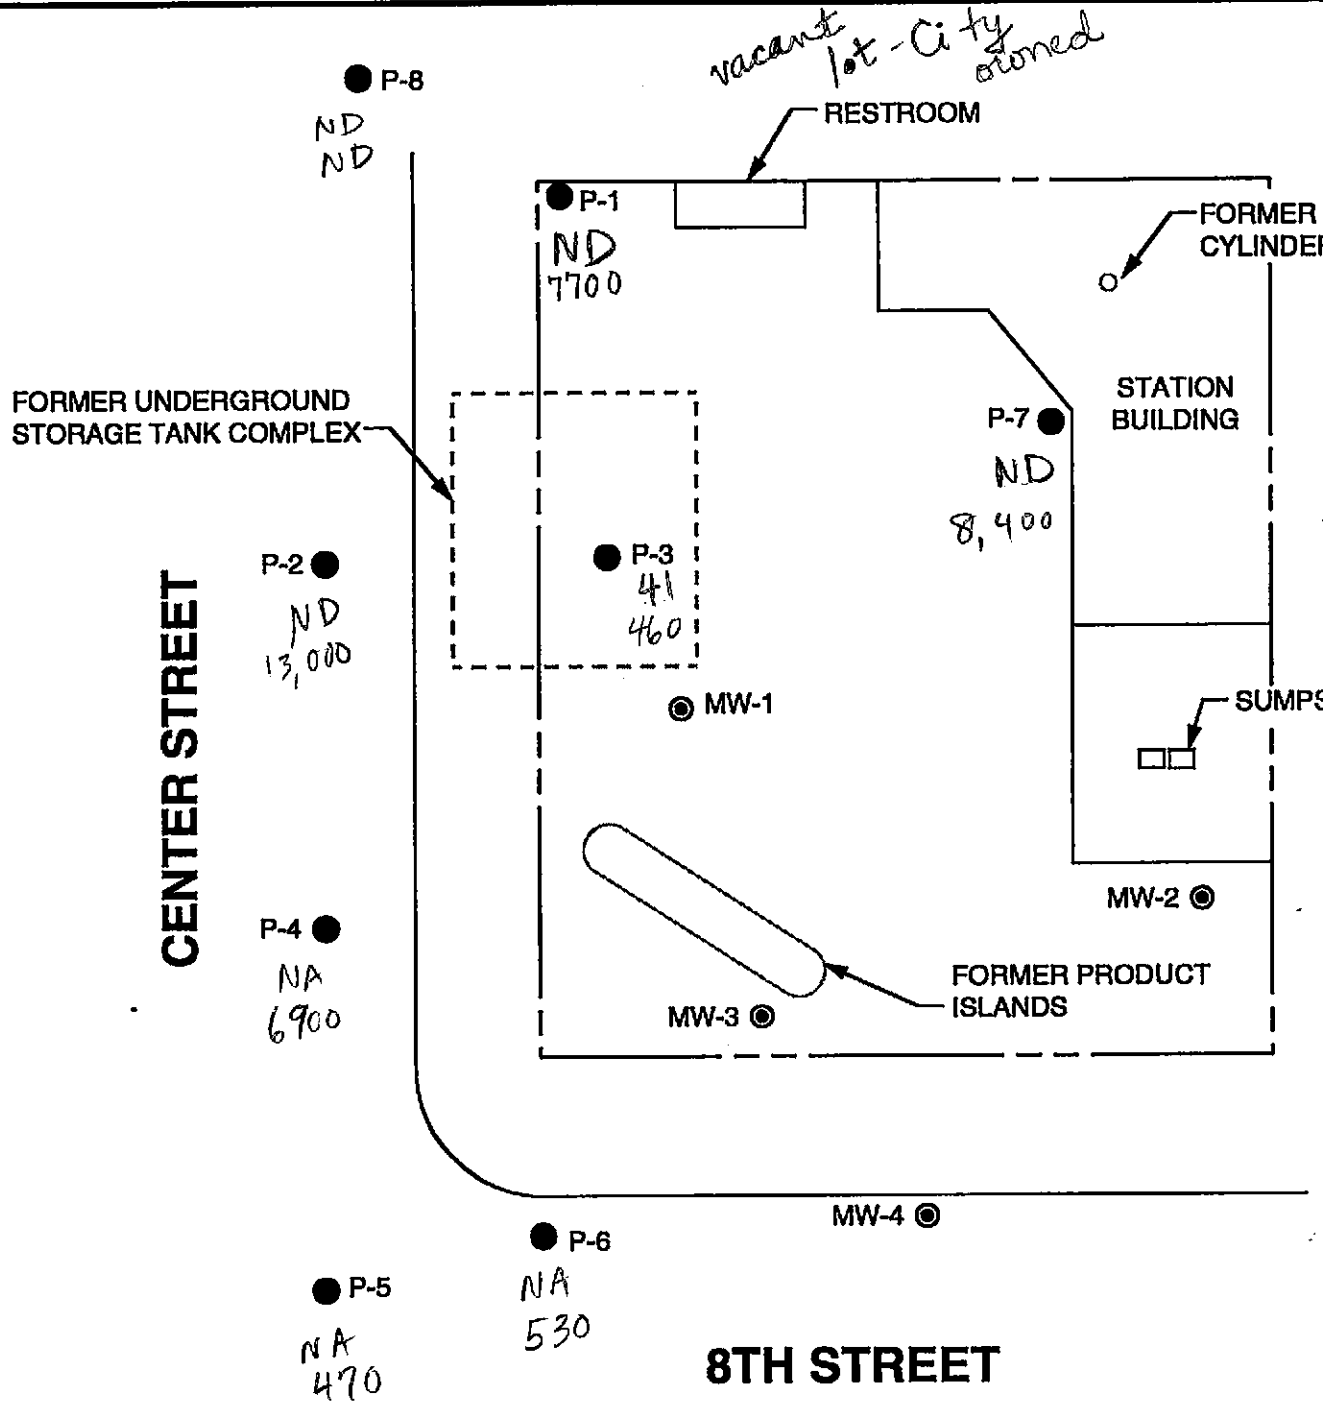 vacant
lot - City
owned
P-8
ND
ND
RESTROOM
P-1
ND
7700
FORMER
CYLINDER
FORMER UNDERGROUND
STORAGE TANK COMPLEX
STATION
BUILDING
P-7
ND
8,400
P-2
ND
13,000
P-3
41
460
CENTER STREET
MW-1
SUMPS
MW-2
P-4
NA
6900
FORMER PRODUCT
ISLANDS
MW-3
MW-4
P-6
NA
530
P-5
NA
470
8TH STREET